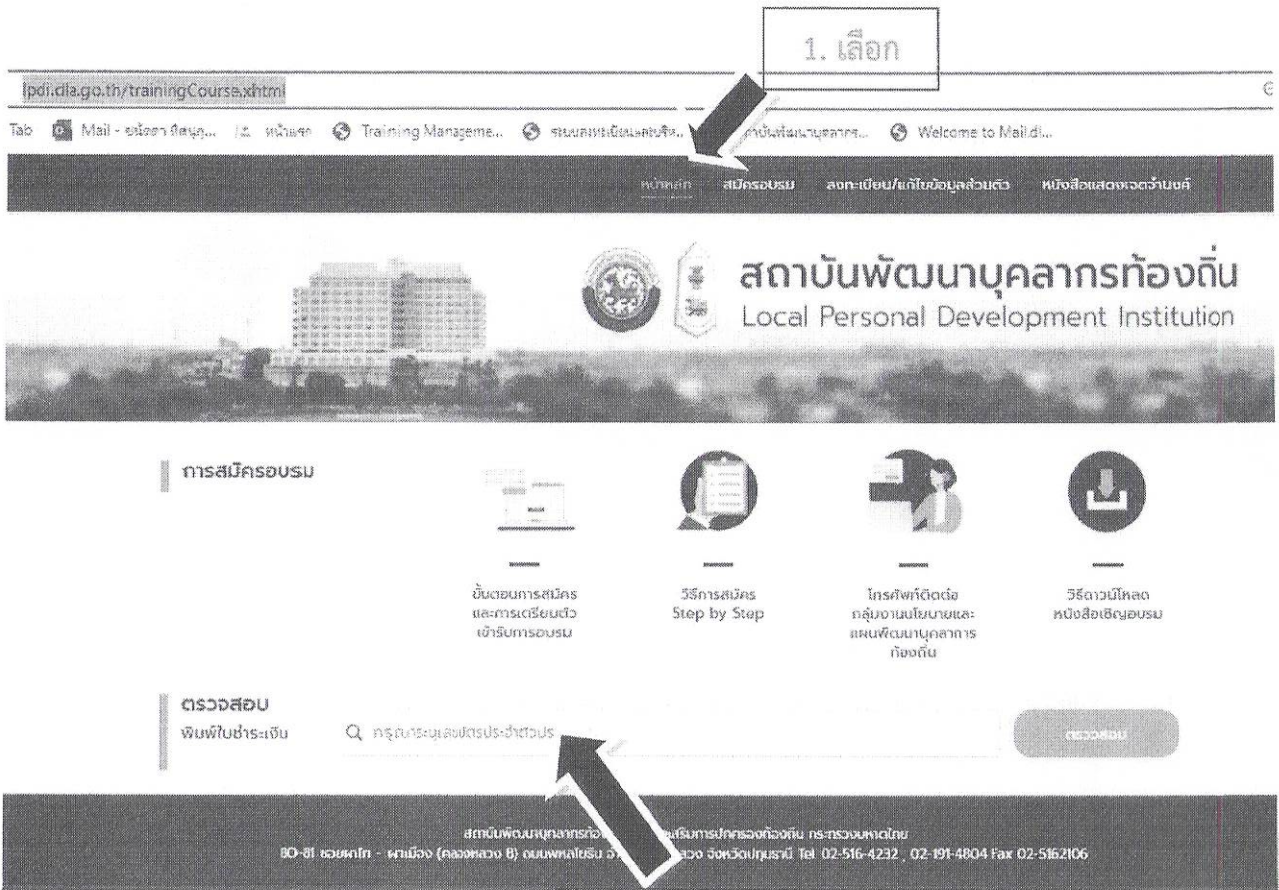 1. เลือก
lpdi.dla.go.th/trainingCourse.xhtml
Tab Mail - หน้าแรก Training Manageme... Welcome to Mail.dl...
หน้าหลัก สมัครอบรม ลงทะเบียน/แก้ไขข้อมูลส่วนตัว หนังสือแสดงเจตจำนงค์
สถาบันพัฒนาบุคลากรท้องถิ่น
Local Personal Development Institution
การสมัครอบรม
ขั้นตอนการสมัคร
และการเตรียมตัว
เข้ารับการอบรม
วิธีการสมัคร
Step by Step
โทรศัพท์ติดต่อ
กลุ่มงานนโยบายและ
แผนพัฒนาบุคลาการ
ท้องถิ่น
วิธีดาวน์โหลด
หนังสือเชิญอบรม
ตรวจสอบ
พิมพ์ใบชำระเงิน
กรุณาระบุเลขบัตรประจำตัวปร
ตรวจสอบ
สถาบันพัฒนาบุคลากรท้อง เสริมการปกครองท้องถิ่น กระทรวงมหาดไทย
80-81 (คลองหลวง 8) ถนนพหลโยธิน จังหวัดปทุมธานี Tel 02-516-4232 , 02-191-4804 Fax 02-5162106